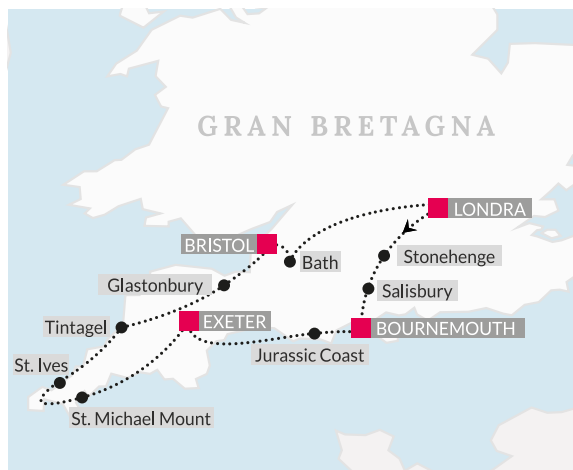 GRAN BRETAGNA
LONDRA
BRISTOL
Bath
Stonehenge
Glastonbury
Salisbury
EXETER
Tintagel
BOURNEMOUTH
Jurassic Coast
St. Ives
St. Michael Mount